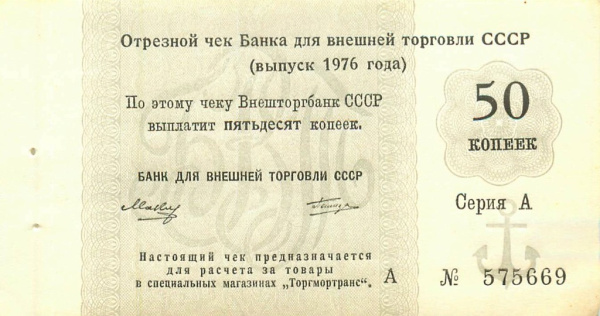 Отрезной чек Банка для внешней торговли СССР
(выпуск 1976 года)
По этому чеку Внешторгбанк СССР
выплатит пятьдесят копеек.
50
КОПЕЕК
БАНК ДЛЯ ВНЕШНЕЙ ТОРГОВЛИ СССР
Серия А
Настоящий чек предназначается
для расчета за товары
в специальных магазинах „Торгмортранс".
А
№ 575669